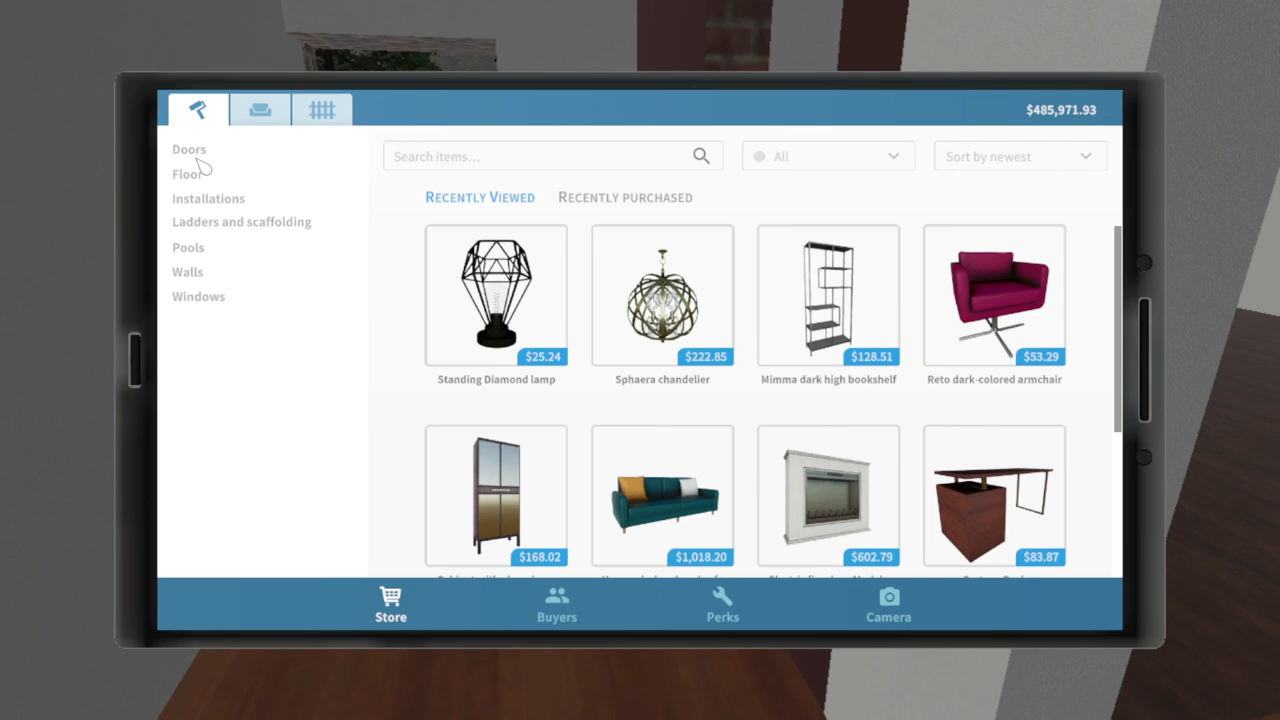 $485,971.93
Doors
Floor
Installations
Ladders and scaffolding
Pools
Walls
Windows
Search items...
All
Sort by newest
RECENTLY VIEWED
RECENTLY PURCHASED
$25.24
$222.85
$128.51
$53.29
Standing Diamond lamp
Sphaera chandelier
Mimma dark high bookshelf
Reto dark-colored armchair
$168.02
$1,018.20
$602.79
$83.87
Store
Buyers
Perks
Camera